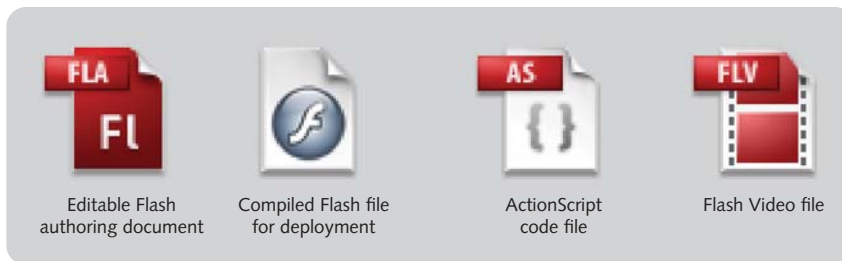 FLA
Fl
Editable Flash
authoring document
Compiled Flash file
for deployment
AS
{ }
ActionScript
code file
FLV
Flash Video file